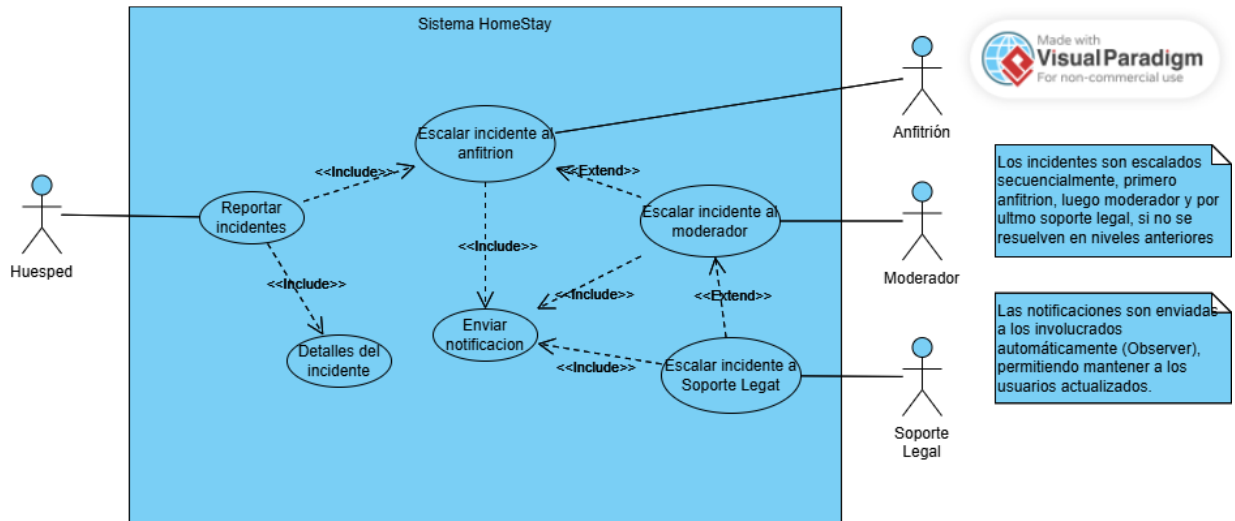 Sistema HomeStay
Made with
Visual Paradigm
For non-commercial use
Escalar incidente al
anfitrion
Anfitrión
Los incidentes son escalados
secuencialmente, primero
anfitrion, luego moderador y por
ultmo soporte legal, si no se
resuelven en niveles anteriores
<<Include>>
<<Extend>>
Huesped
Reportar
incidentes
Escalar incidente al
moderador
Moderador
<<Include>>
<<Include>>
<<Include>>
<<Extend>>
Las notificaciones son enviadas
a los involucrados
automáticamente (Observer),
permitiendo mantener a los
usuarios actualizados.
Enviar
notificacion
Detalles del
incidente
<<Include>>
Escalar incidente a
Soporte Legat
Soporte
Legal